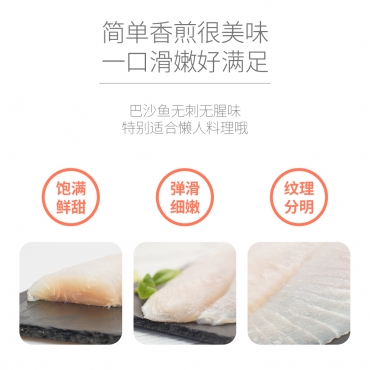 简单香煎很美味
一口滑嫩好满足
巴沙鱼无刺无腥味
特别适合懒人料理哦
饱满
鲜甜
弹滑
细嫩
纹理
分明